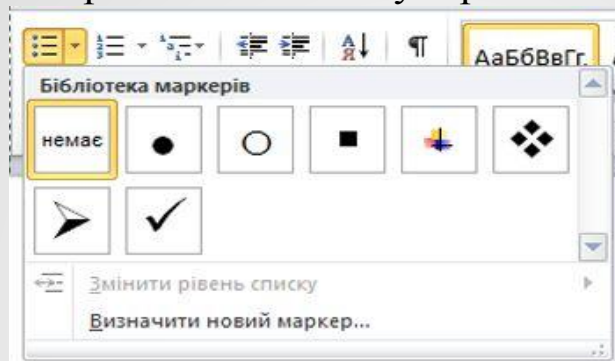 АаБбВвГг,
Бібліотека маркерів
немає
Змінити рівень списку
Визначити новий маркер...